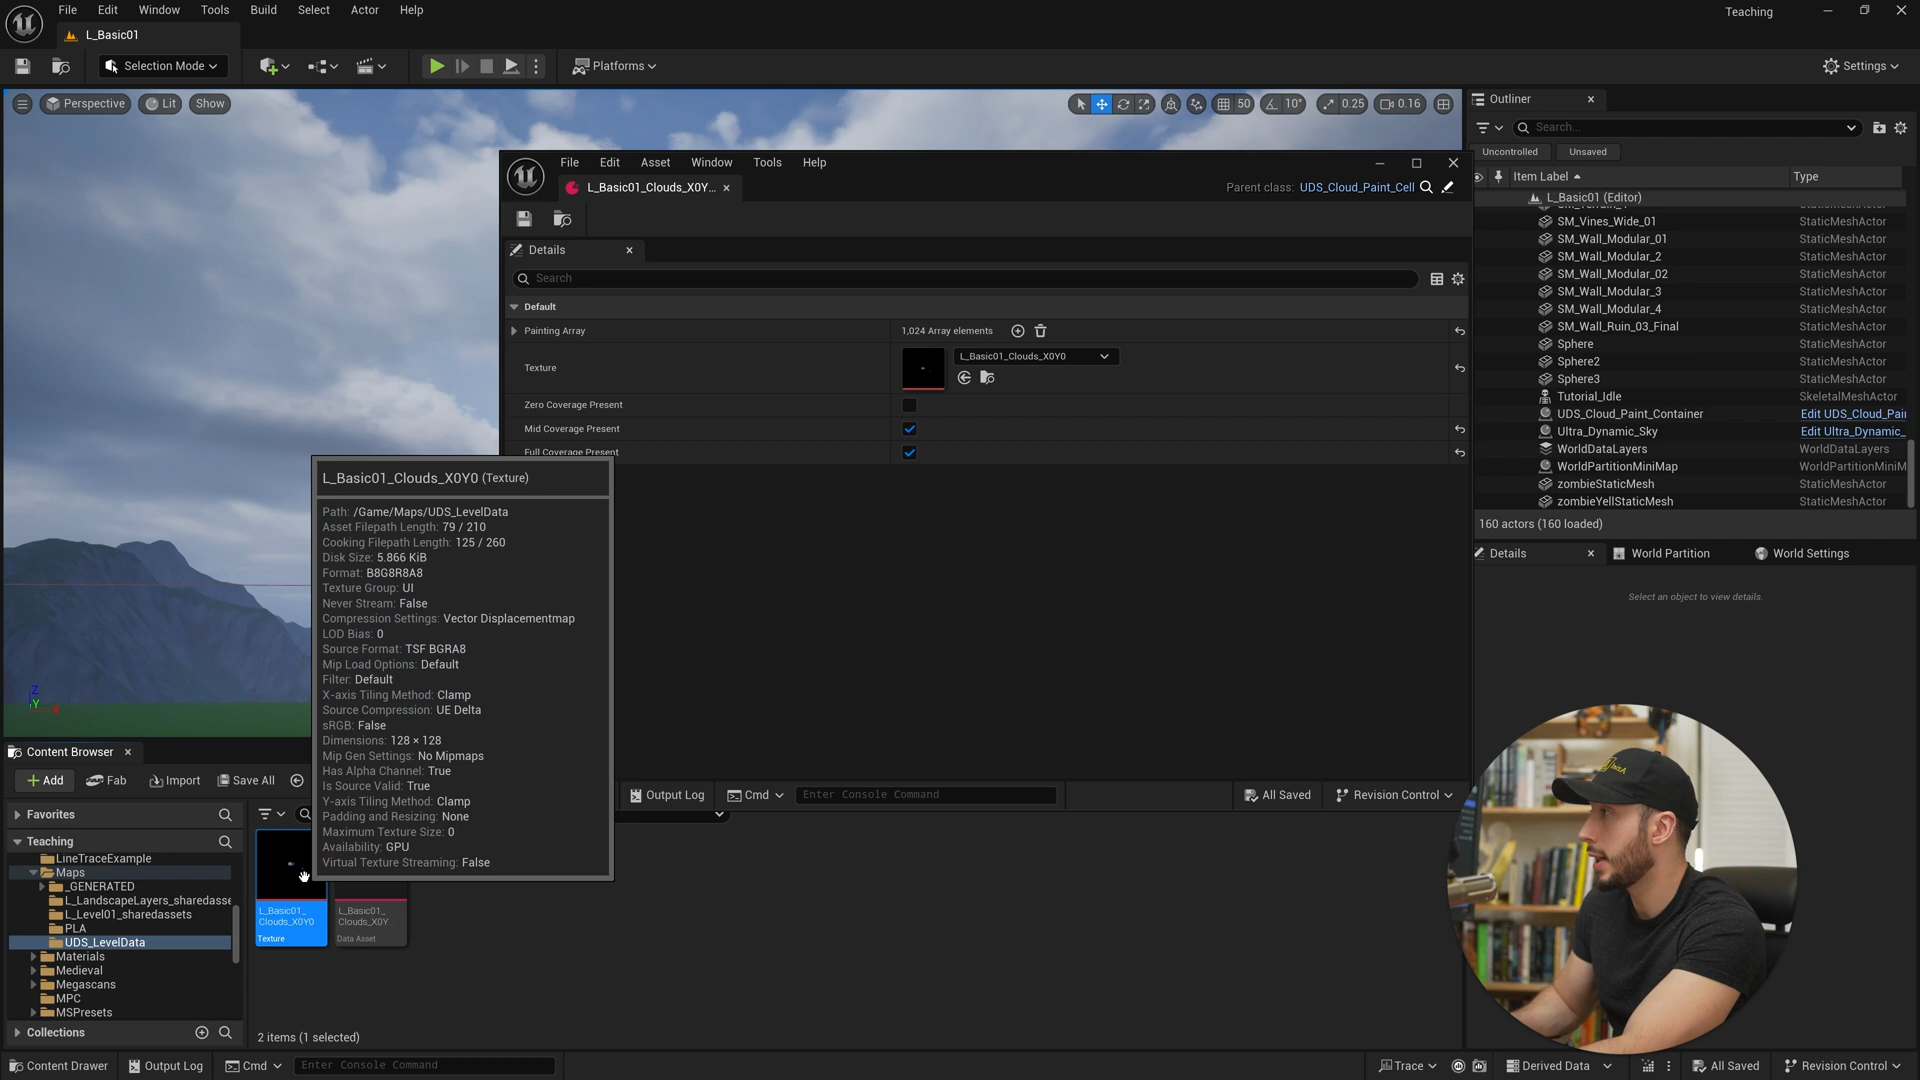 File Edit Window Tools Build Select Actor Help
Teaching
L_Basic01
Selection Mode
Platforms
Settings
Perspective
Lit
Show
50
10°
0.25
0.16
Outliner
Search...
Uncontrolled
Unsaved
Item Label
Type
L_Basic01 (Editor)
SM_Vines_Wide_01 StaticMeshActor
SM_Wall_Modular_01 StaticMeshActor
SM_Wall_Modular_2 StaticMeshActor
SM_Wall_Modular_02 StaticMeshActor
SM_Wall_Modular_3 StaticMeshActor
SM_Wall_Modular_4 StaticMeshActor
SM_Wall_Ruin_03_Final StaticMeshActor
Sphere StaticMeshActor
Sphere2 StaticMeshActor
Sphere3 StaticMeshActor
Tutorial_Idle SkeletalMeshActor
UDS_Cloud_Paint_Container Edit UDS_Cloud_Pai
Ultra_Dynamic_Sky Edit Ultra_Dynamic_
WorldDataLayers WorldDataLayers
WorldPartitionMiniMap WorldPartitionMiniM
zombieStaticMesh StaticMeshActor
zombieYellStaticMesh StaticMeshActor
160 actors (160 loaded)
Details
World Partition
World Settings
Select an object to view details.
File Edit Asset Window Tools Help
L_Basic01_Clouds_X0Y...
Parent class: UDS_Cloud_Paint_Cell
Details
Search
Default
Painting Array 1,024 Array elements
Texture L_Basic01_Clouds_X0Y0
Zero Coverage Present
Mid Coverage Present
Full Coverage Present
Output Log
Cmd
Enter Console Command
All Saved
Revision Control
L_Basic01_Clouds_X0Y0 (Texture)
Path: /Game/Maps/UDS_LevelData
Asset Filepath Length: 79 / 210
Cooking Filepath Length: 125 / 260
Disk Size: 5.866 KiB
Format: B8G8R8A8
Texture Group: UI
Never Stream: False
Compression Settings: Vector Displacementmap
LOD Bias: 0
Source Format: TSF BGRA8
Mip Load Options: Default
Filter: Default
X-axis Tiling Method: Clamp
Source Compression: UE Delta
sRGB: False
Dimensions: 128 × 128
Mip Gen Settings: No Mipmaps
Has Alpha Channel: True
Is Source Valid: True
Y-axis Tiling Method: Clamp
Padding and Resizing: None
Maximum Texture Size: 0
Availability: GPU
Virtual Texture Streaming: False
Z
Y
X
Content Browser
Add
Fab
Import
Save All
Favorites
Teaching
LineTraceExample
Maps
_GENERATED
L_LandscapeLayers_sharedasse
L_Level01_sharedassets
PLA
UDS_LevelData
Materials
Medieval
Megascans
MPC
MSPresets
Collections
L_Basic01_
Clouds_X0Y0
Texture
L_Basic01_
Clouds_X0Y...
Data Asset
2 items (1 selected)
Content Drawer
Output Log
Cmd
Enter Console Command
Trace
Derived Data
All Saved
Revision Control